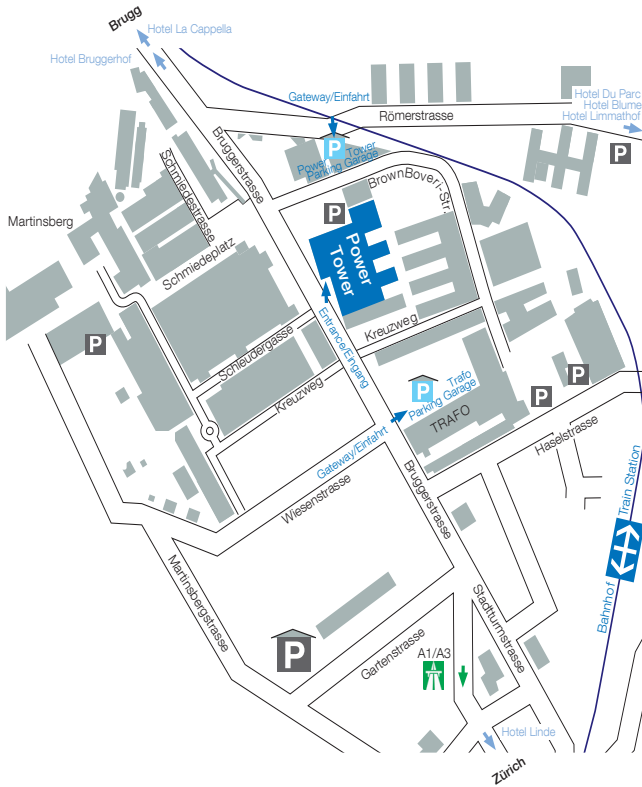 Brugg
Hotel La Cappella
Hotel Bruggerhof
Gateway/Einfahrt
Römerstrasse
Hotel Du Parc
Hotel Blume
Hotel Limmathof
P
Power Tower
Parking Garage
P
Bruggerstrasse
Schmiedestrasse
BrownBoveri-Str.
P
Martinsberg
Schmiedeplatz
Power
Tower
Entrance/Eingang
Kreuzweg
P
Schleudergasse
Kreuzweg
P
Trafo
Parking Garage
P
P
TRAFO
Haselstrasse
Gateway/Einfahrt
Wiesenstrasse
Bruggerstrasse
Bahnhof
Train Station
Martinsbergstrasse
Stadtturmstrasse
Gartenstrasse
P
A1/A3
Hotel Linde
Zürich